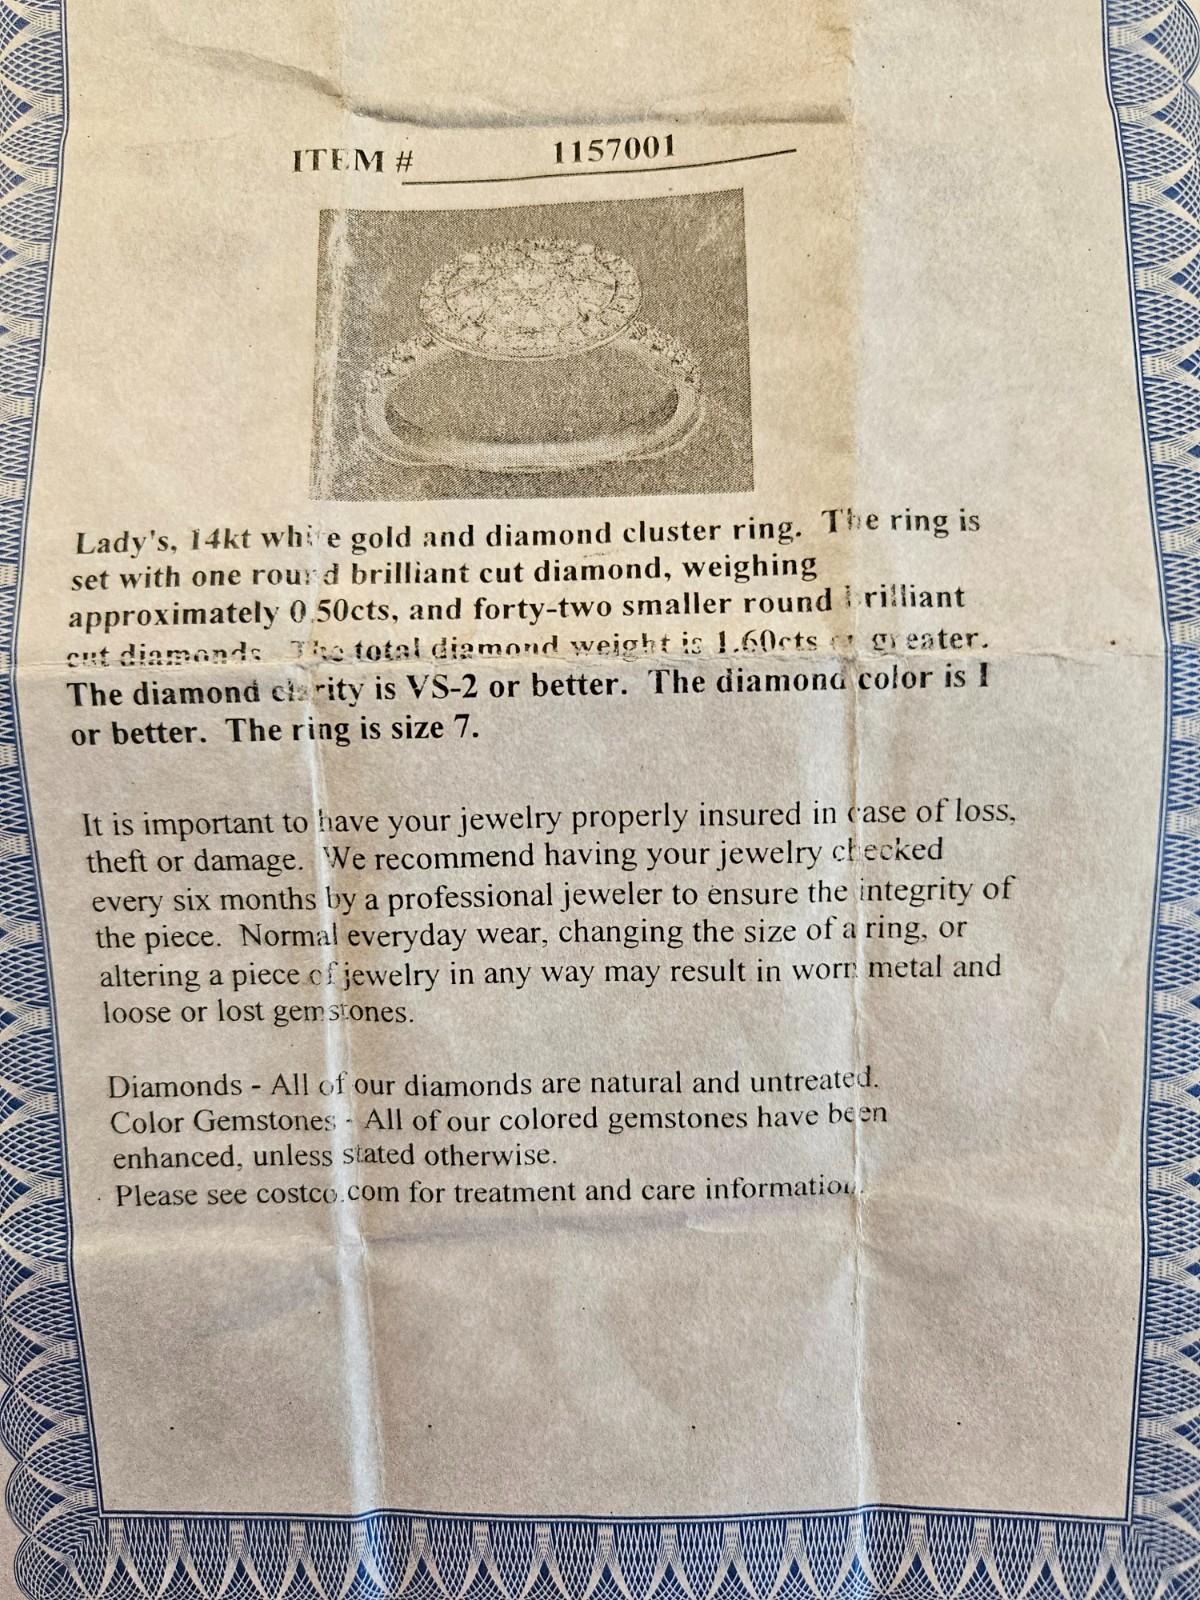 ITEM # 1157001
Lady's, 14kt white gold and diamond cluster ring. The ring is
set with one round brilliant cut diamond, weighing
approximately 0.50cts, and forty-two smaller round brilliant
cut diamonds. The total diamond weight is 1.60cts or greater.
The diamond clarity is VS-2 or better. The diamond color is I
or better. The ring is size 7.
It is important to have your jewelry properly insured in case of loss,
theft or damage. We recommend having your jewelry checked
every six months by a professional jeweler to ensure the integrity of
the piece. Normal everyday wear, changing the size of a ring, or
altering a piece of jewelry in any way may result in worn metal and
loose or lost gemstones.
Diamonds - All of our diamonds are natural and untreated.
Color Gemstones - All of our colored gemstones have been
enhanced, unless stated otherwise.
Please see costco.com for treatment and care information.